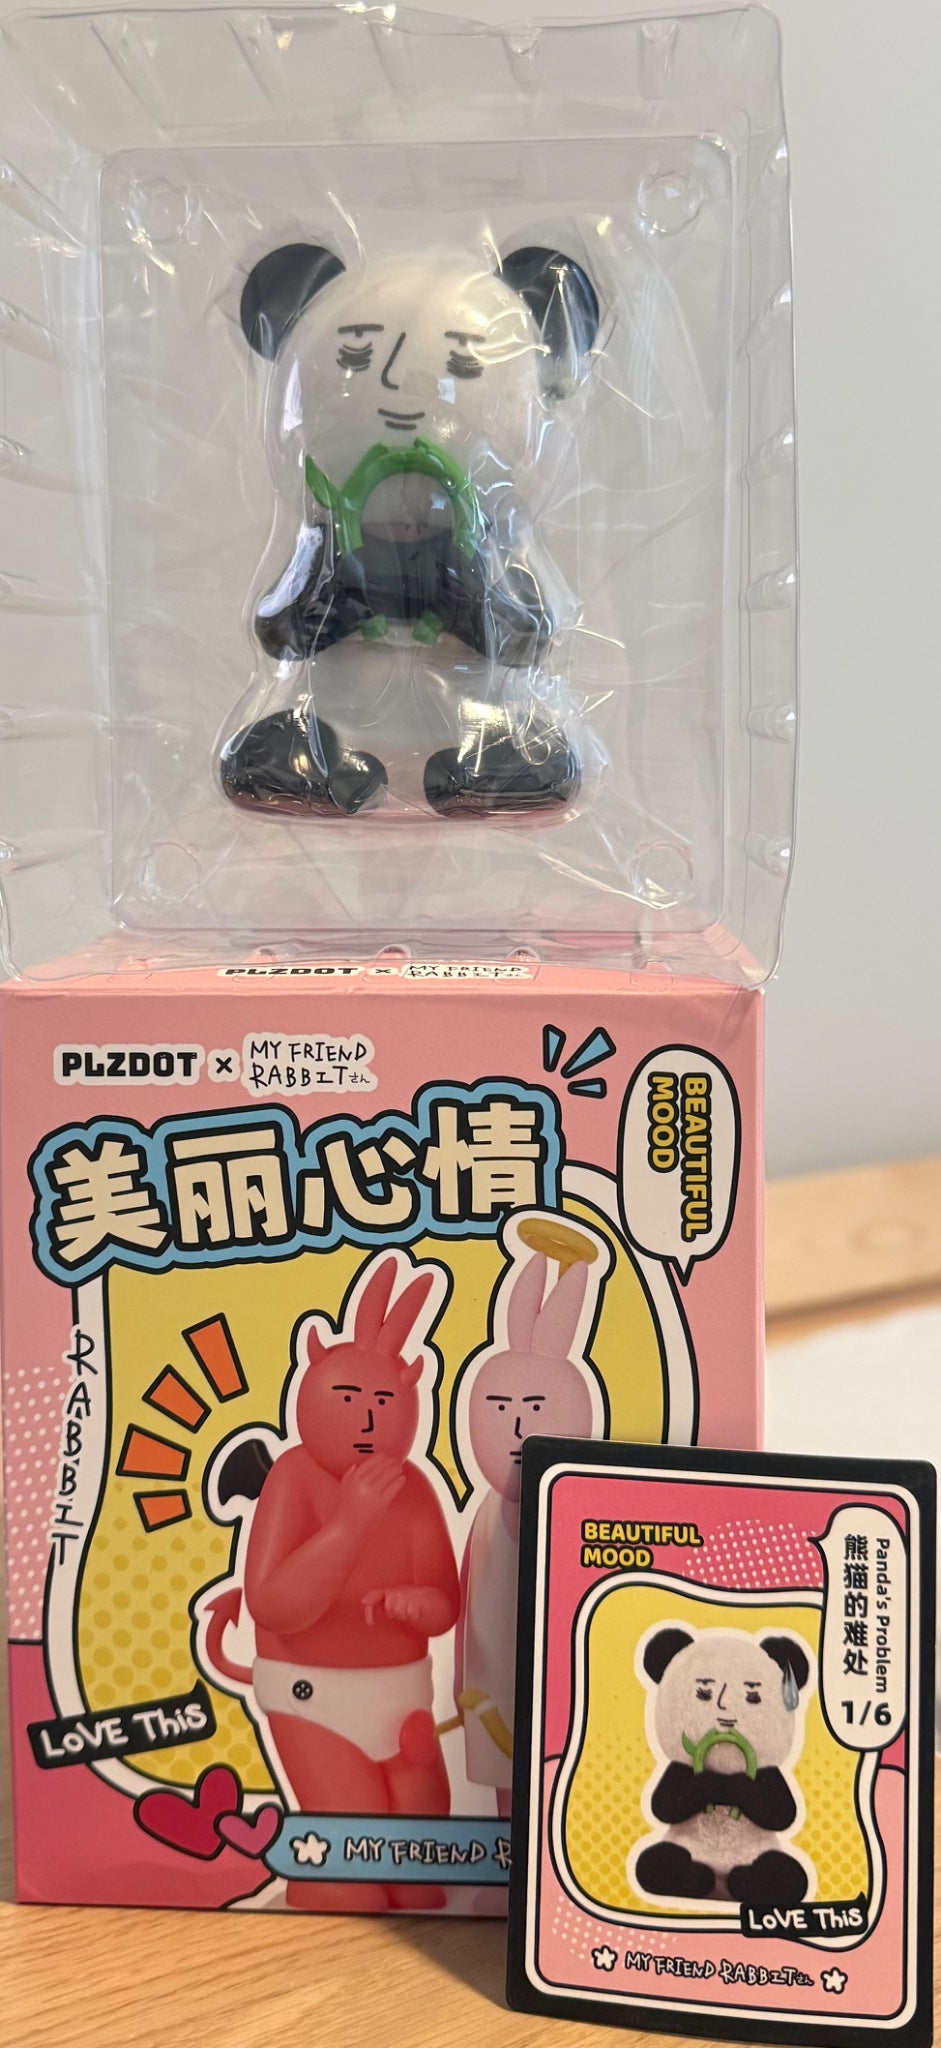 PLZDOT × MY FRIEND RABBITさん
PLZDOT × MY FRIEND
RABBITさん
美丽心情
BEAUTIFUL
MOOD
RABBIT
LOVE THIS
MY FRIEND R
BEAUTIFUL
MOOD
熊猫的难处
Panda's Problem
1/6
LOVE THIS
MY FRIEND RABBITさん